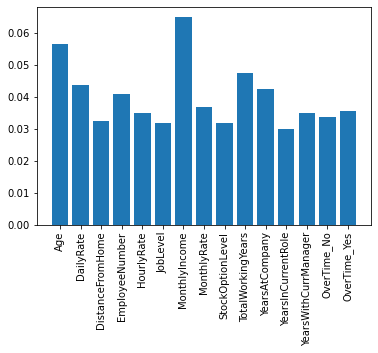 0.06
0.05
0.04
0.03
0.02
0.01
0.00
Age
DailyRate
DistanceFromHome
EmployeeNumber
HourlyRate
JobLevel
MonthlyIncome
MonthlyRate
StockOptionLevel
TotalWorkingYears
YearsAtCompany
YearsInCurrentRole
YearsWithCurrManager
OverTime_No
OverTime_Yes